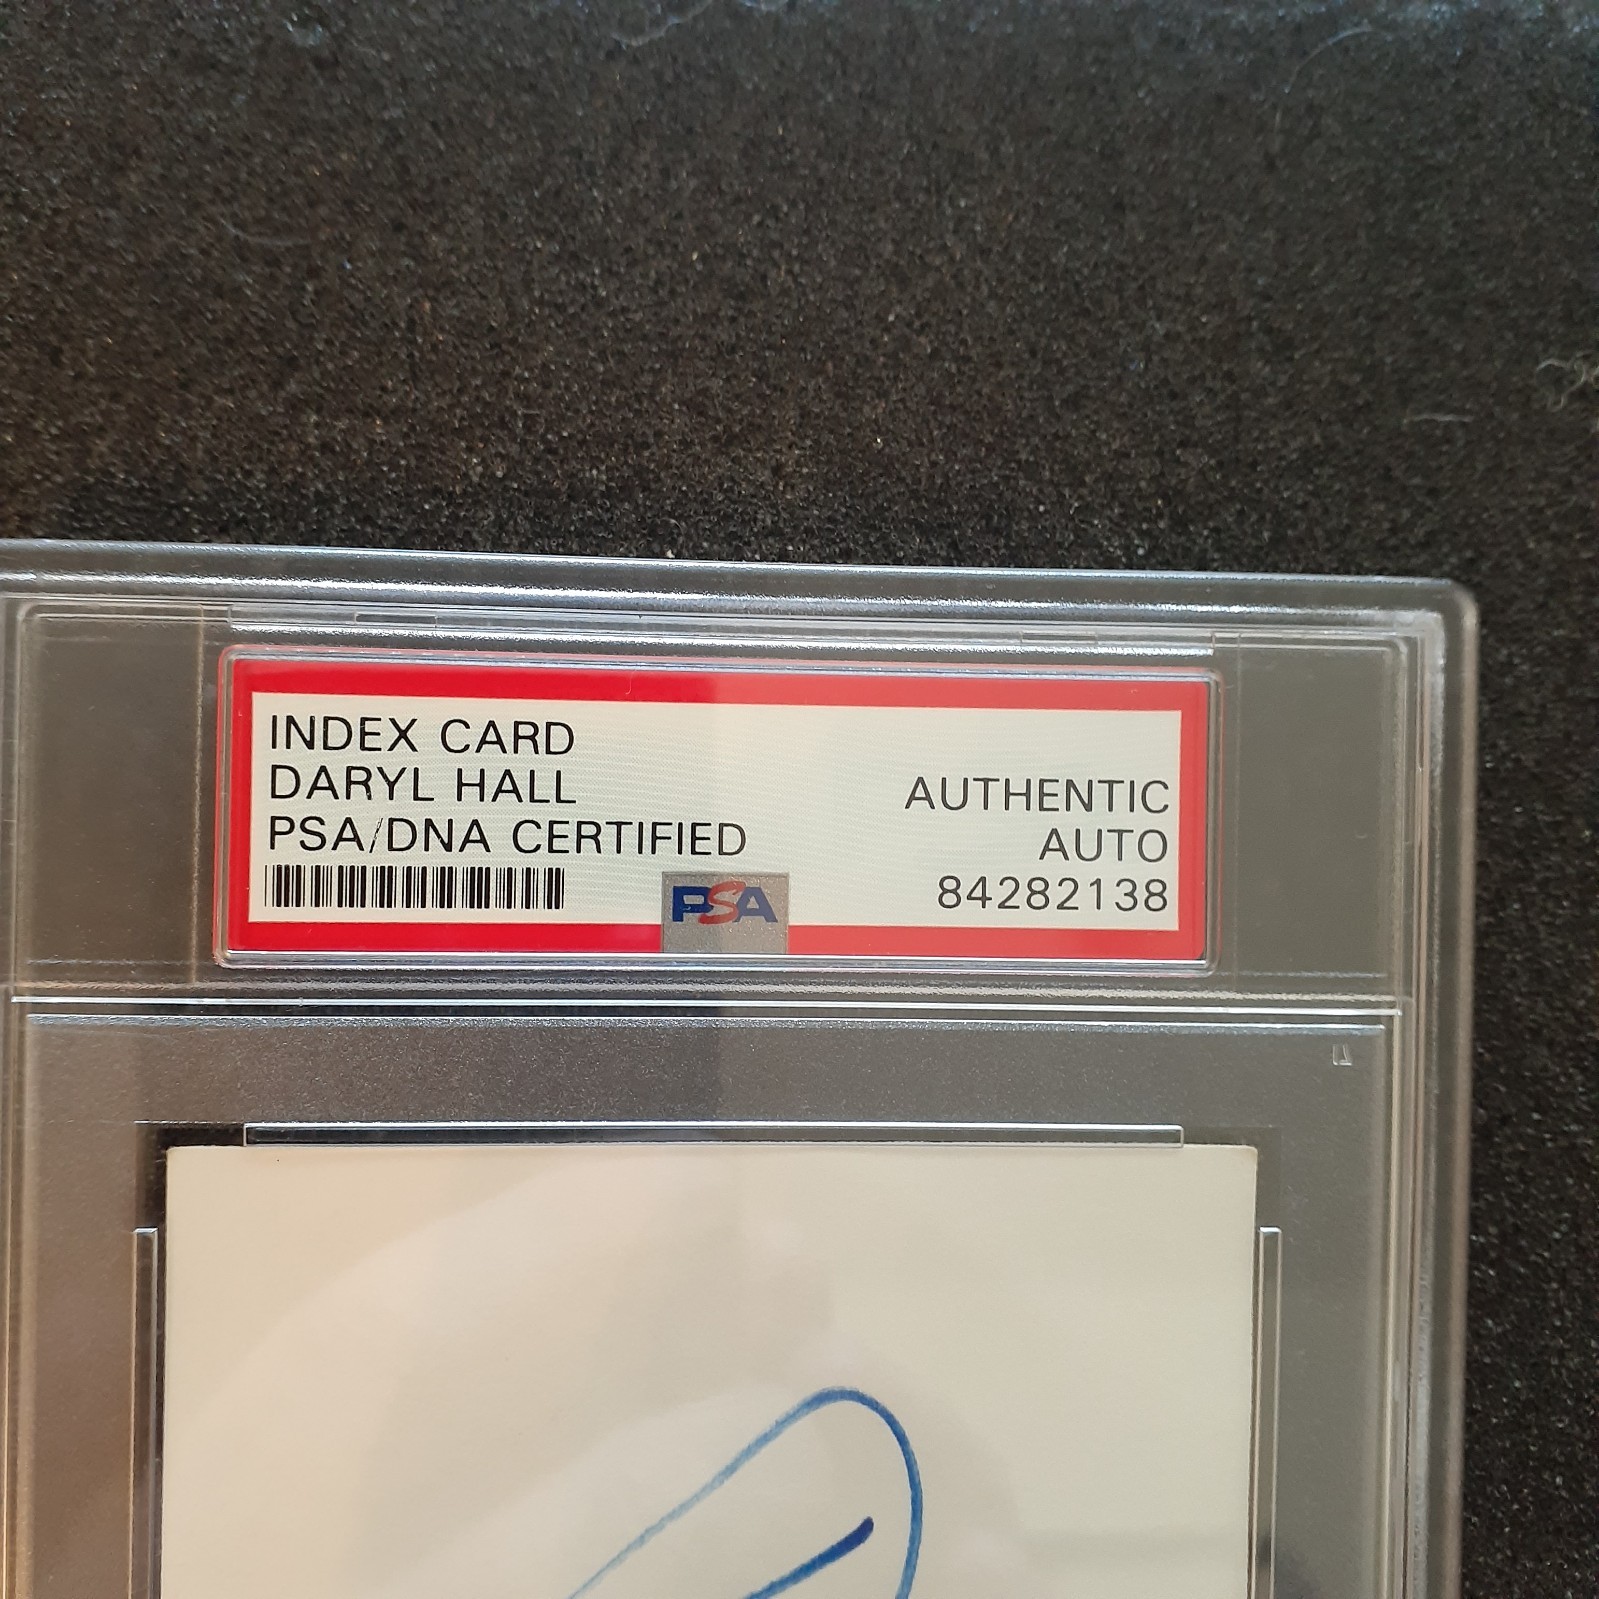 INDEX CARD
DARYL HALL
PSA/DNA CERTIFIED
AUTHENTIC
AUTO
84282138
PSA